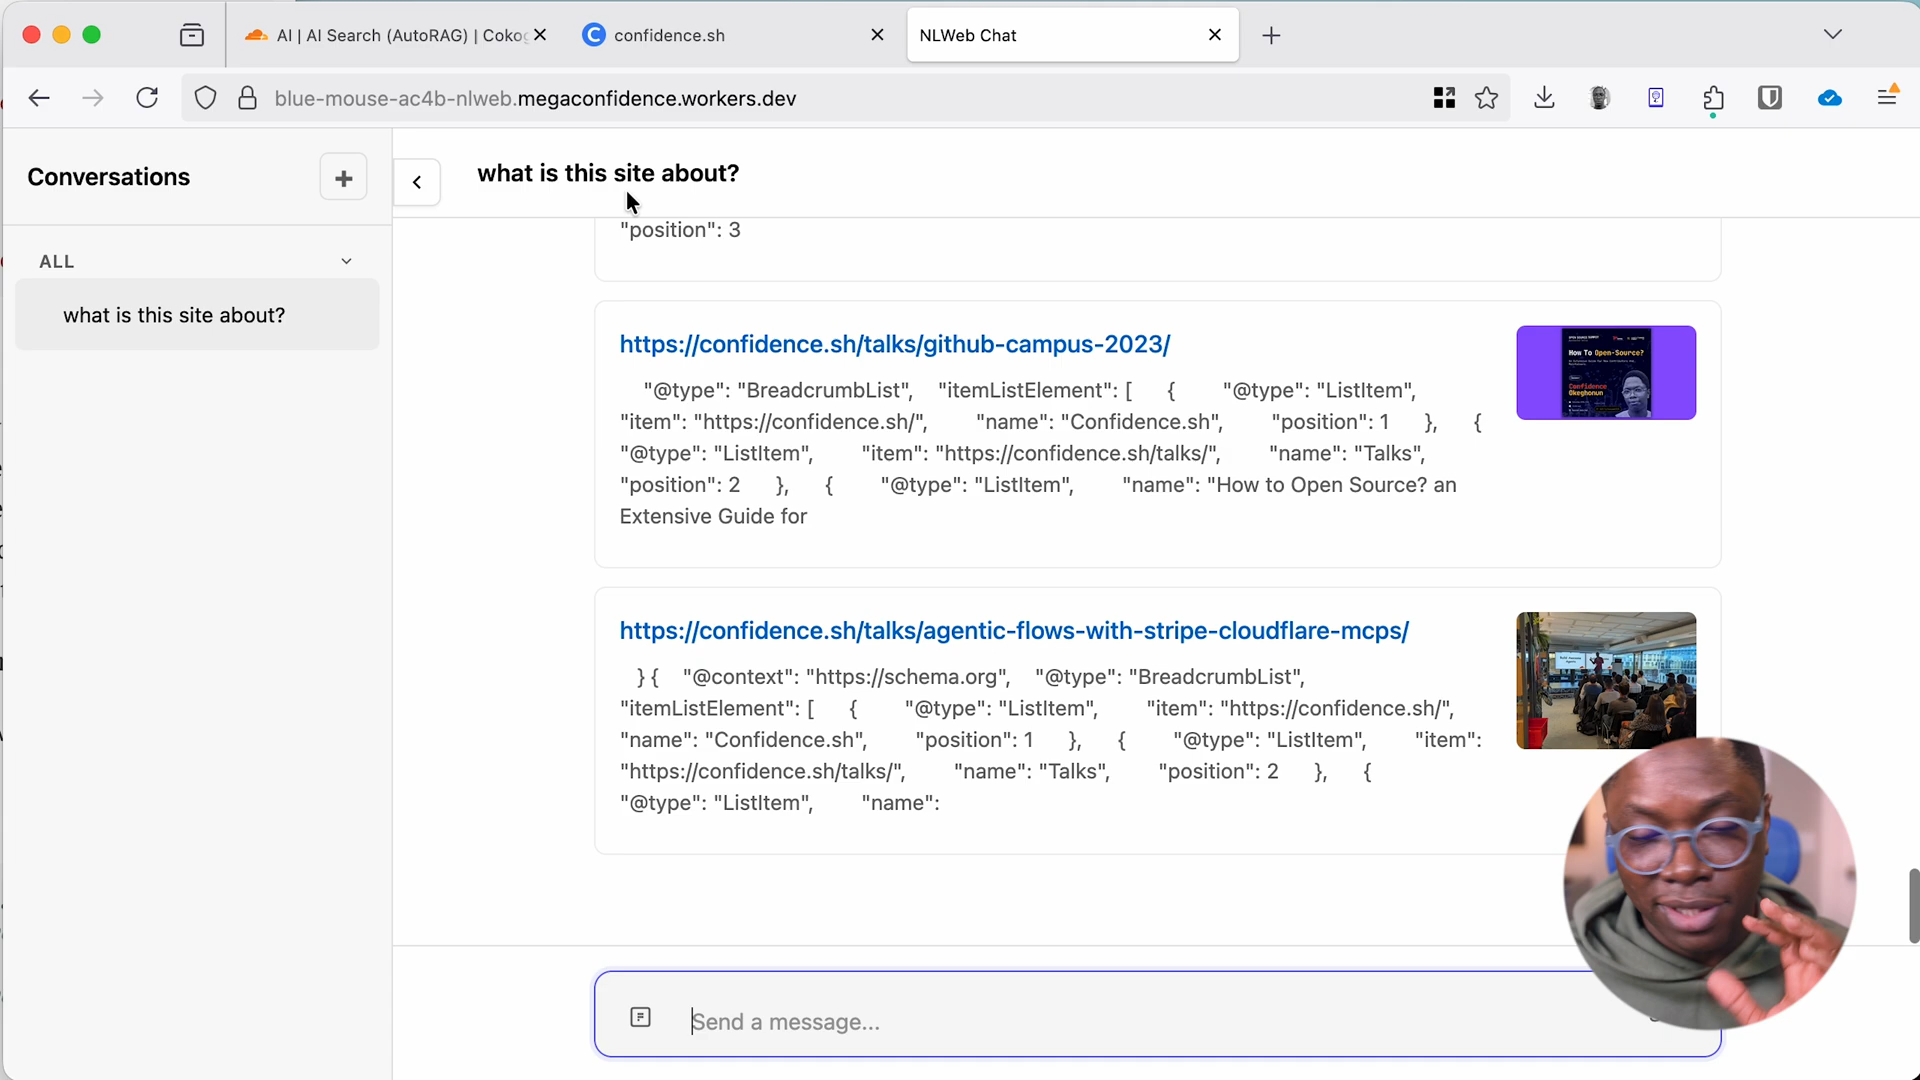 AI | AI Search (AutoRAG) | Cokog
confidence.sh
NLWeb Chat
blue-mouse-ac4b-nlweb.megaconfidence.workers.dev
Conversations
what is this site about?
ALL
what is this site about?
"position": 3
https://confidence.sh/talks/github-campus-2023/
"@type": "BreadcrumbList", "itemListElement": [ { "@type": "ListItem",
"item": "https://confidence.sh/", "name": "Confidence.sh", "position": 1 }, {
"@type": "ListItem", "item": "https://confidence.sh/talks/", "name": "Talks",
"position": 2 }, { "@type": "ListItem", "name": "How to Open Source? an
Extensive Guide for
How To Open-Source?
Confidence
Okeghonun
https://confidence.sh/talks/agentic-flows-with-stripe-cloudflare-mcps/
} { "@context": "https://schema.org", "@type": "BreadcrumbList",
"itemListElement": [ { "@type": "ListItem", "item": "https://confidence.sh/",
"name": "Confidence.sh", "position": 1 }, { "@type": "ListItem", "item":
"https://confidence.sh/talks/", "name": "Talks", "position": 2 }, {
"@type": "ListItem", "name":
Send a message...